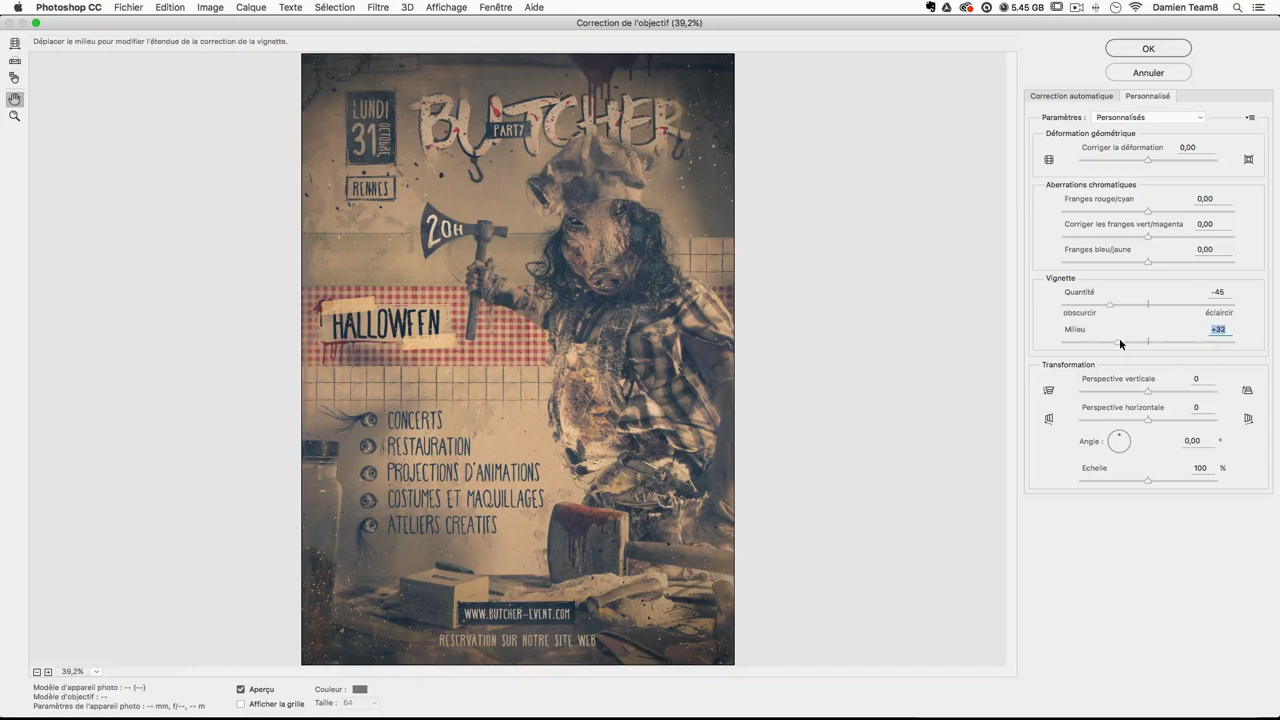 Photoshop CC Fichier Edition Image Calque Texte Sélection Filtre 3D Affichage Fenêtre Aide 5.45 GB Damien Team8
Correction de l'objectif (39,2%)
Déplacer le milieu pour modifier l'étendue de la correction de la vignette.
OK
Annuler
Correction automatique Personnalisé
Paramètres : Personnalisés
Déformation géométrique
Corriger la déformation 0,00
Aberrations chromatiques
Franges rouge/cyan 0,00
Corriger les franges vert/magenta 0,00
Franges bleu/jaune 0,00
Vignette
Quantité -45
obscurcir éclaircir
Milieu +32
Transformation
Perspective verticale 0
Perspective horizontale 0
Angle : 0,00 °
Echelle 100 %
LUNDI
31
OCTOBRE
RENNES
BUTCHER
PARTY
20H
HALLOWEEN
CONCERTS
RESTAURATION
PROJECTIONS D'ANIMATIONS
COSTUMES ET MAQUILLAGES
ATELIERS CREATIFS
WWW.BUTCHER-EVENT.COM
RESERVATION SUR NOTRE SITE WEB
39,2%
Modèle d'appareil photo : -- (--)
Modèle d'objectif : --
Paramètres de l'appareil photo : -- mm, f/--, -- m
Aperçu
Afficher la grille
Couleur :
Taille : 64